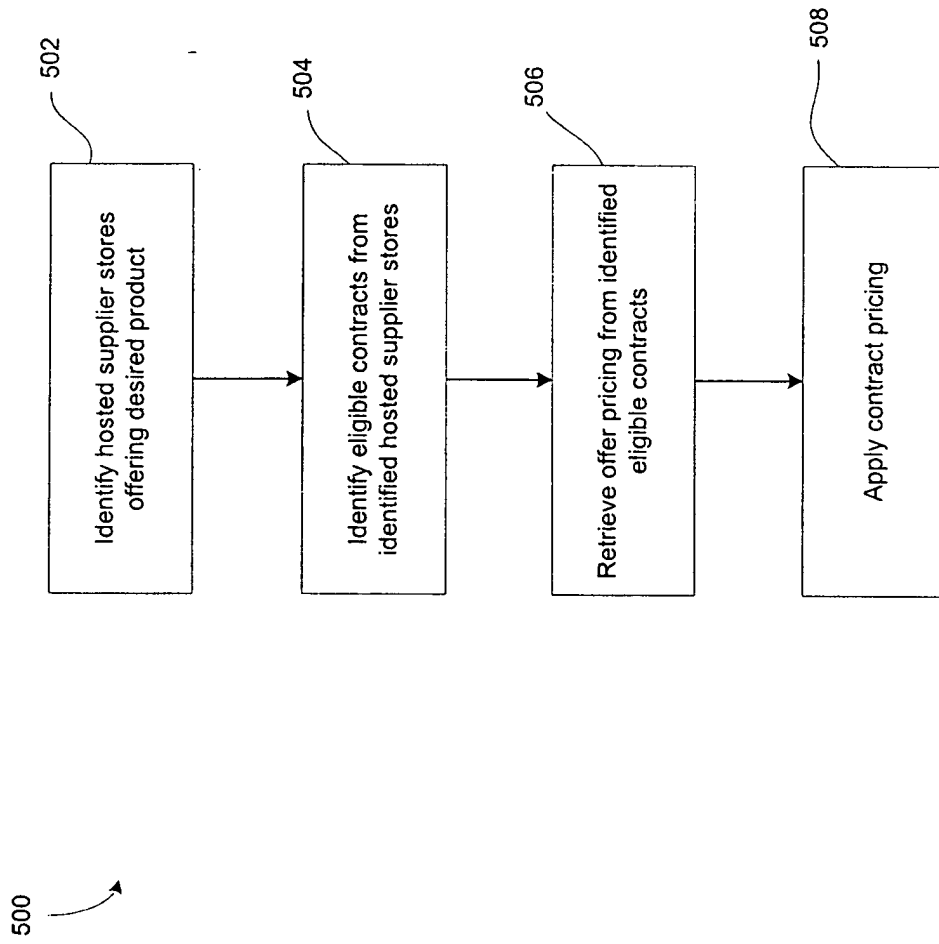 500
502
Identify hosted supplier stores
offering desired product
504
Identify eligible contracts from
identified hosted supplier stores
506
Retrieve offer pricing from identified
eligible contracts
508
Apply contract pricing